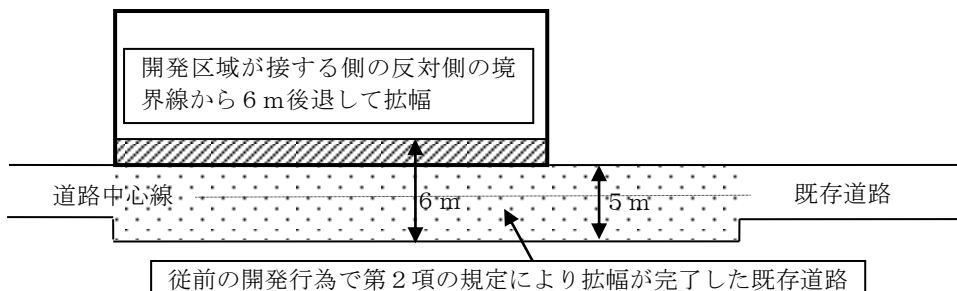 開発区域が接する側の反対側の境
界線から6m後退して拡幅
道路中心線
6m
5m
既存道路
従前の開発行為で第2項の規定により拡幅が完了した既存道路